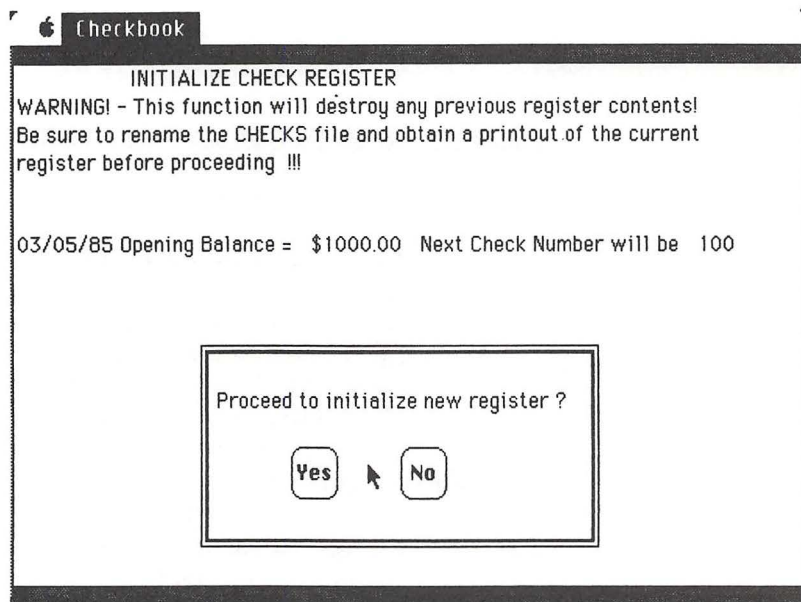 Checkbook
INITIALIZE CHECK REGISTER
WARNING! - This function will destroy any previous register contents!
Be sure to rename the CHECKS file and obtain a printout of the current
register before proceeding !!!
03/05/85 Opening Balance = $1000.00 Next Check Number will be 100
Proceed to initialize new register ?
Yes No